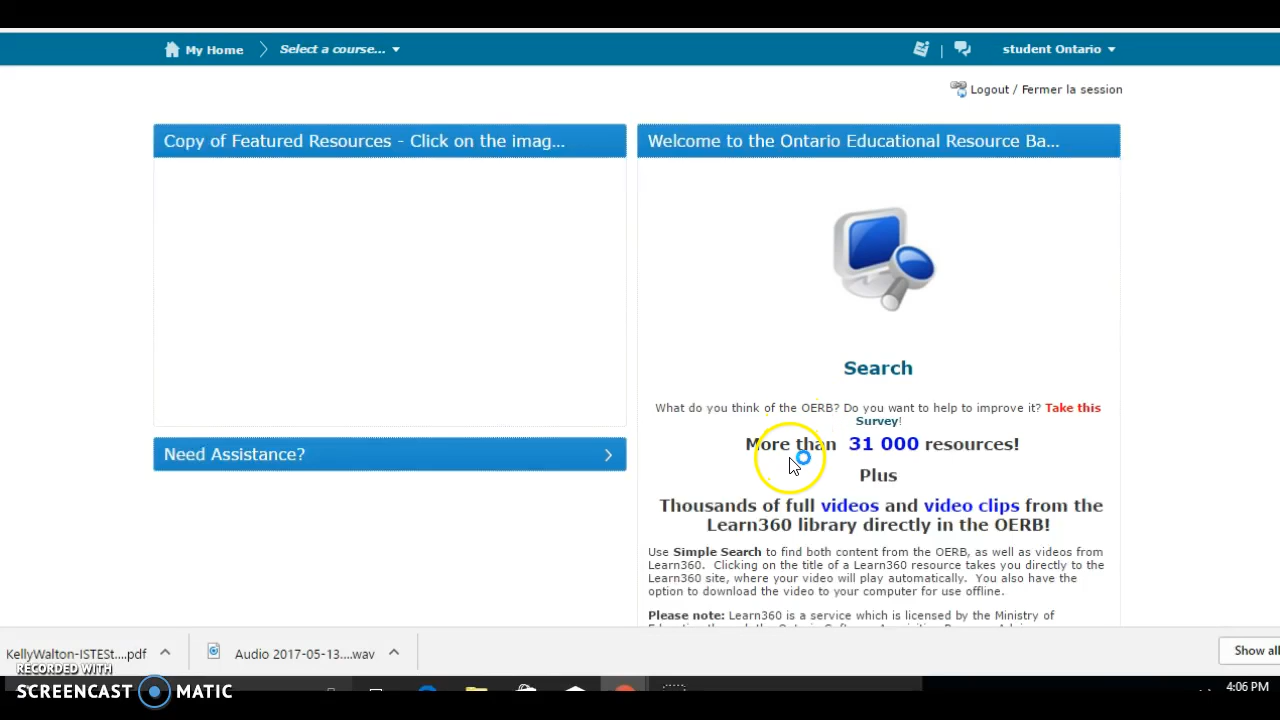 My Home
Select a course...
student Ontario
Logout / Fermer la session
Copy of Featured Resources - Click on the imag...
Need Assistance?
Welcome to the Ontario Educational Resource Ba...
Search
What do you think of the OERB? Do you want to help to improve it? Take this
Survey!
More than 31 000 resources!
Plus
Thousands of full videos and video clips from the
Learn360 library directly in the OERB!
Use Simple Search to find both content from the OERB, as well as videos from
Learn360. Clicking on the title of a Learn360 resource takes you directly to the
Learn360 site, where your video will play automatically. You also have the
option to download the video to your computer for use offline.
Please note: Learn360 is a service which is licensed by the Ministry of
KellyWalton-ISTESt....pdf
Audio 2017-05-13....wav
Show all
RECORDED WITH
SCREENCAST MATIC
4:06 PM